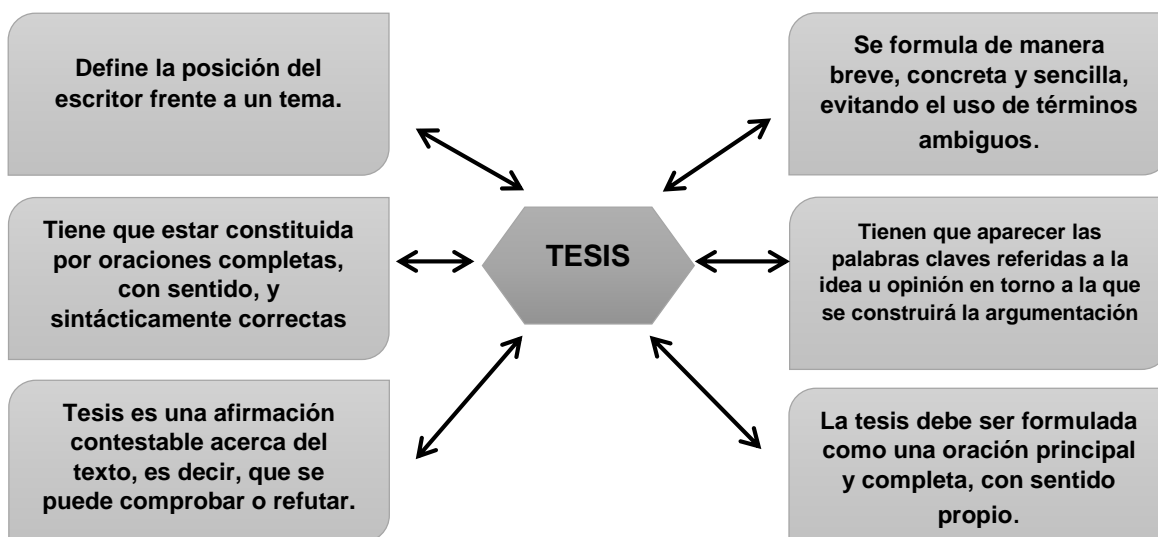 Define la posición del
escritor frente a un tema.
Tiene que estar constituida
por oraciones completas,
con sentido, y
sintácticamente correctas
Tesis es una afirmación
contestable acerca del
texto, es decir, que se
puede comprobar o refutar.
TESIS
Se formula de manera
breve, concreta y sencilla,
evitando el uso de términos
ambiguos.
Tienen que aparecer las
palabras claves referidas a la
idea u opinión en torno a la que
se construirá la argumentación
La tesis debe ser formulada
como una oración principal
y completa, con sentido
propio.